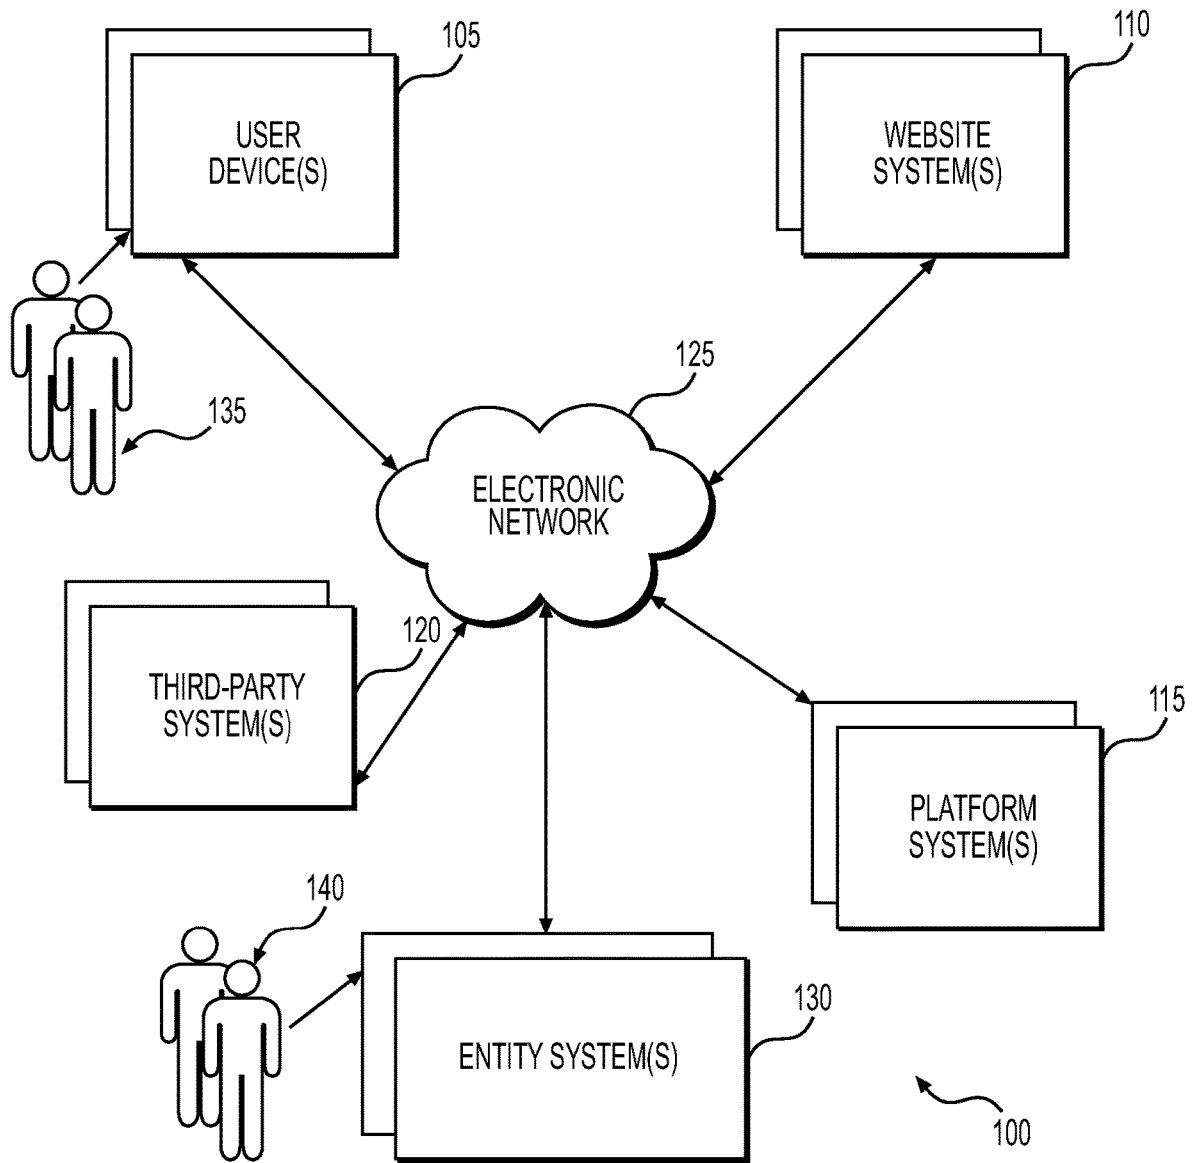 105
USER
DEVICE(S)
110
WEBSITE
SYSTEM(S)
135
125
ELECTRONIC
NETWORK
120
THIRD-PARTY
SYSTEM(S)
115
PLATFORM
SYSTEM(S)
140
130
ENTITY SYSTEM(S)
100